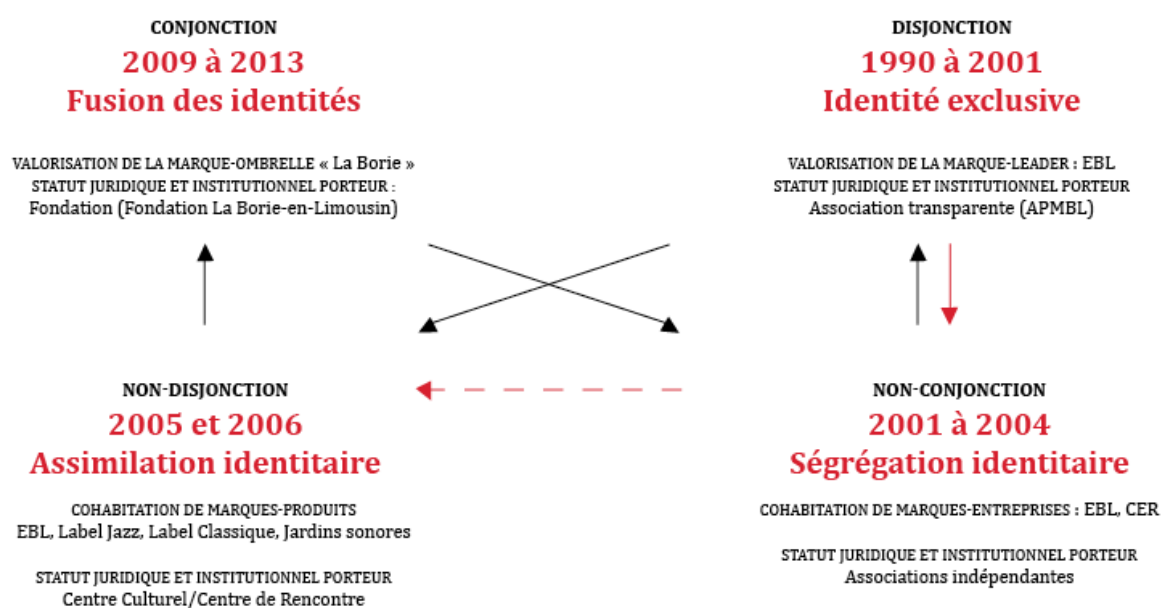 CONJONCTION
2009 à 2013
Fusion des identités
VALORISATION DE LA MARQUE-OMBRELLE « La Borie »
STATUT JURIDIQUE ET INSTITUTIONNEL PORTEUR :
Fondation (Fondation La Borie-en-Limousin)
DISJONCTION
1990 à 2001
Identité exclusive
VALORISATION DE LA MARQUE-LEADER : EBL
STATUT JURIDIQUE ET INSTITUTIONNEL PORTEUR
Association transparente (APMBL)
NON-DISJONCTION
2005 et 2006
Assimilation identitaire
COHABITATION DE MARQUES-PRODUITS
EBL, Label Jazz, Label Classique, Jardins sonores
STATUT JURIDIQUE ET INSTITUTIONNEL PORTEUR
Centre Culturel/Centre de Rencontre
NON-CONJONCTION
2001 à 2004
Ségrégation identitaire
COHABITATION DE MARQUES-ENTREPRISES : EBL, CER
STATUT JURIDIQUE ET INSTITUTIONNEL PORTEUR
Associations indépendantes